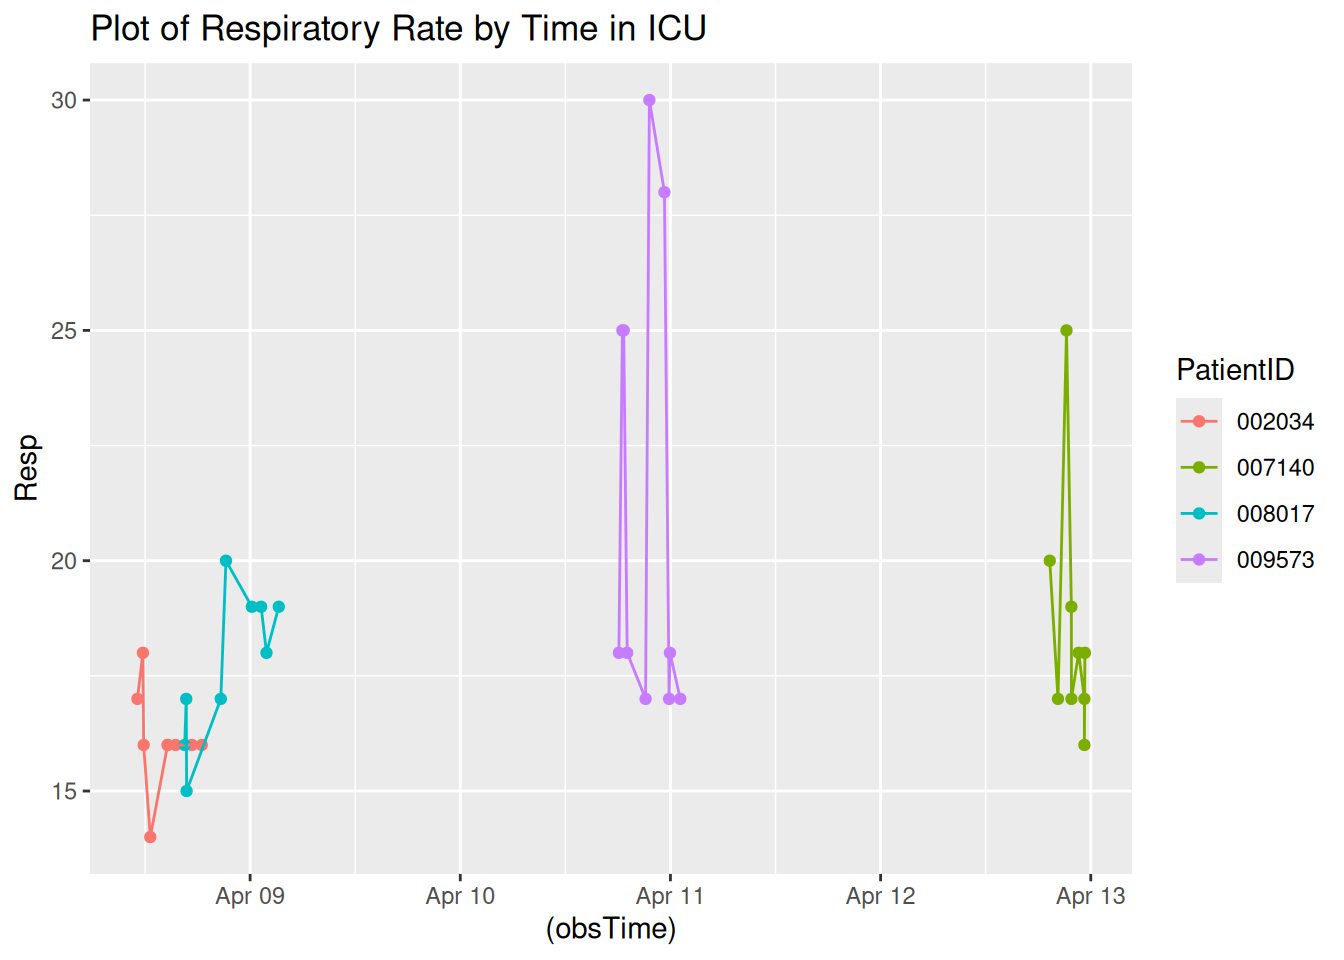 Plot of Respiratory Rate by Time in ICU
30
25
20
15
Resp
Apr 09 Apr 10 Apr 11 Apr 12 Apr 13
(obsTime)
PatientID
002034
007140
008017
009573